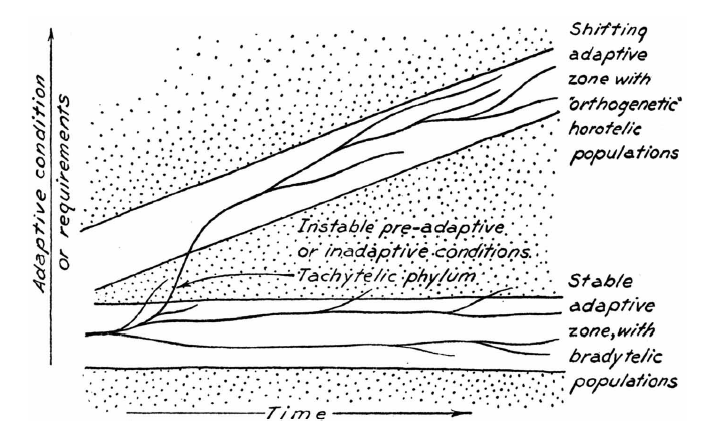 Adaptive condition
or requirements
Shifting
adaptive
zone with
"orthogenetic"
horotelic
populations
Instable pre-adaptive
or inadaptive conditions.
Tachytelic phylum
Stable
adaptive
zone, with
bradytelic
populations
Time